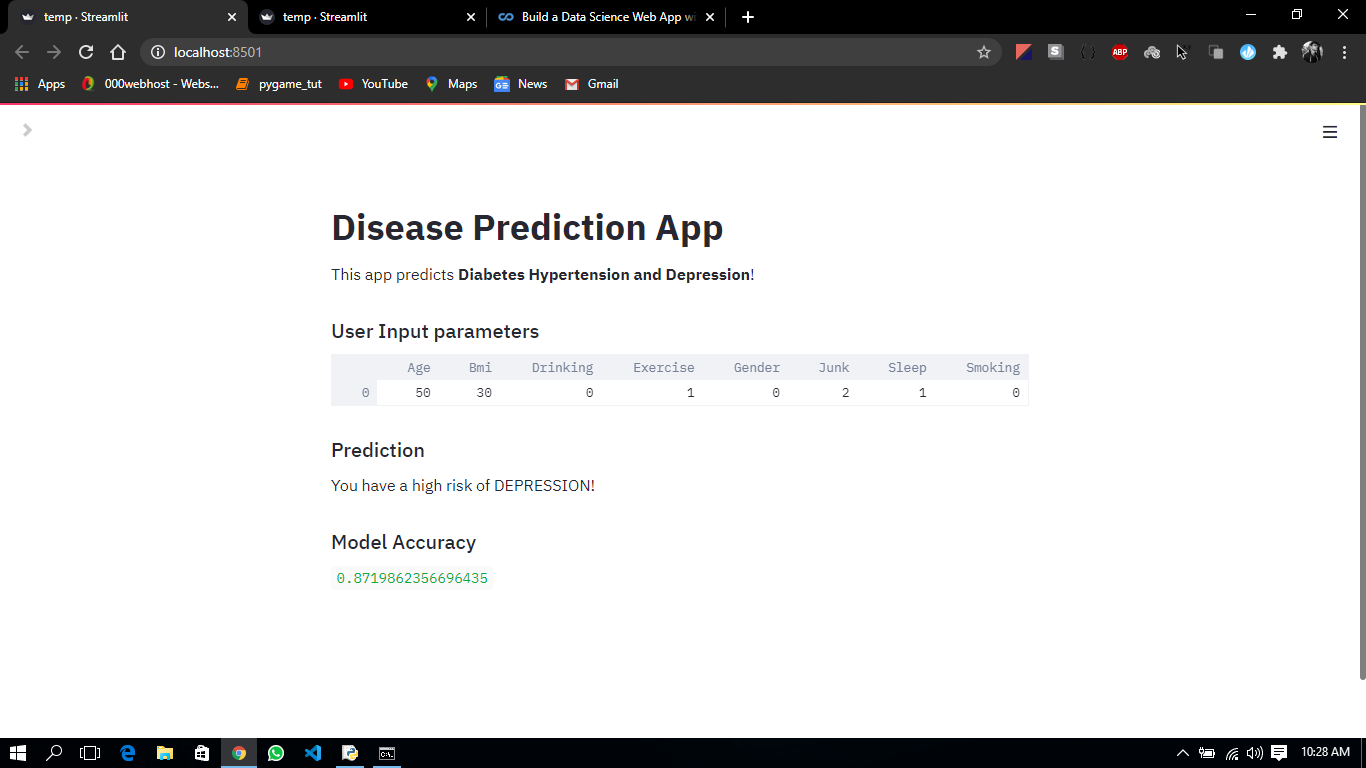 temp · Streamlit
temp · Streamlit
Build a Data Science Web App wi
localhost:8501
ABP
Apps
000webhost - Webs...
pygame_tut
YouTube
Maps
News
Gmail
Disease Prediction App
This app predicts Diabetes Hypertension and Depression!
User Input parameters
Age Bmi Drinking Exercise Gender Junk Sleep Smoking
0 50 30 0 1 0 2 1 0
Prediction
You have a high risk of DEPRESSION!
Model Accuracy
0.8719862356696435
10:28 AM